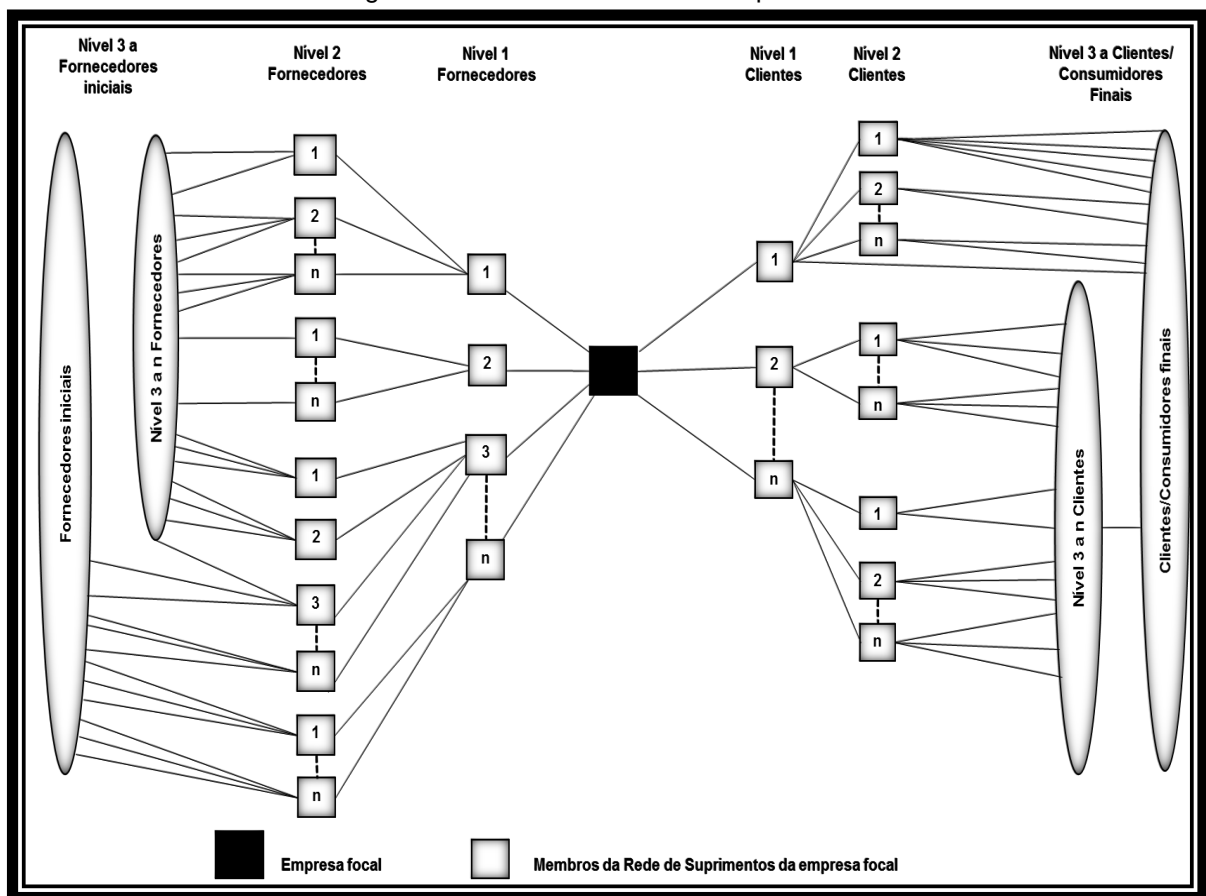 Nível 3 a
Fornecedores
iniciais
Nível 2
Fornecedores
Nível 1
Fornecedores
Nível 1
Clientes
Nível 2
Clientes
Nível 3 a Clientes/
Consumidores
Finais
Fornecedores iniciais
Nível 3 a n Fornecedores
1
2
n
1
n
1
2
3
n
1
n
1
2
3
n
1
2
n
1
2
n
1
n
1
2
n
Nível 3 a n Clientes
Clientes/Consumidores finais
Empresa focal
Membros da Rede de Suprimentos da empresa focal